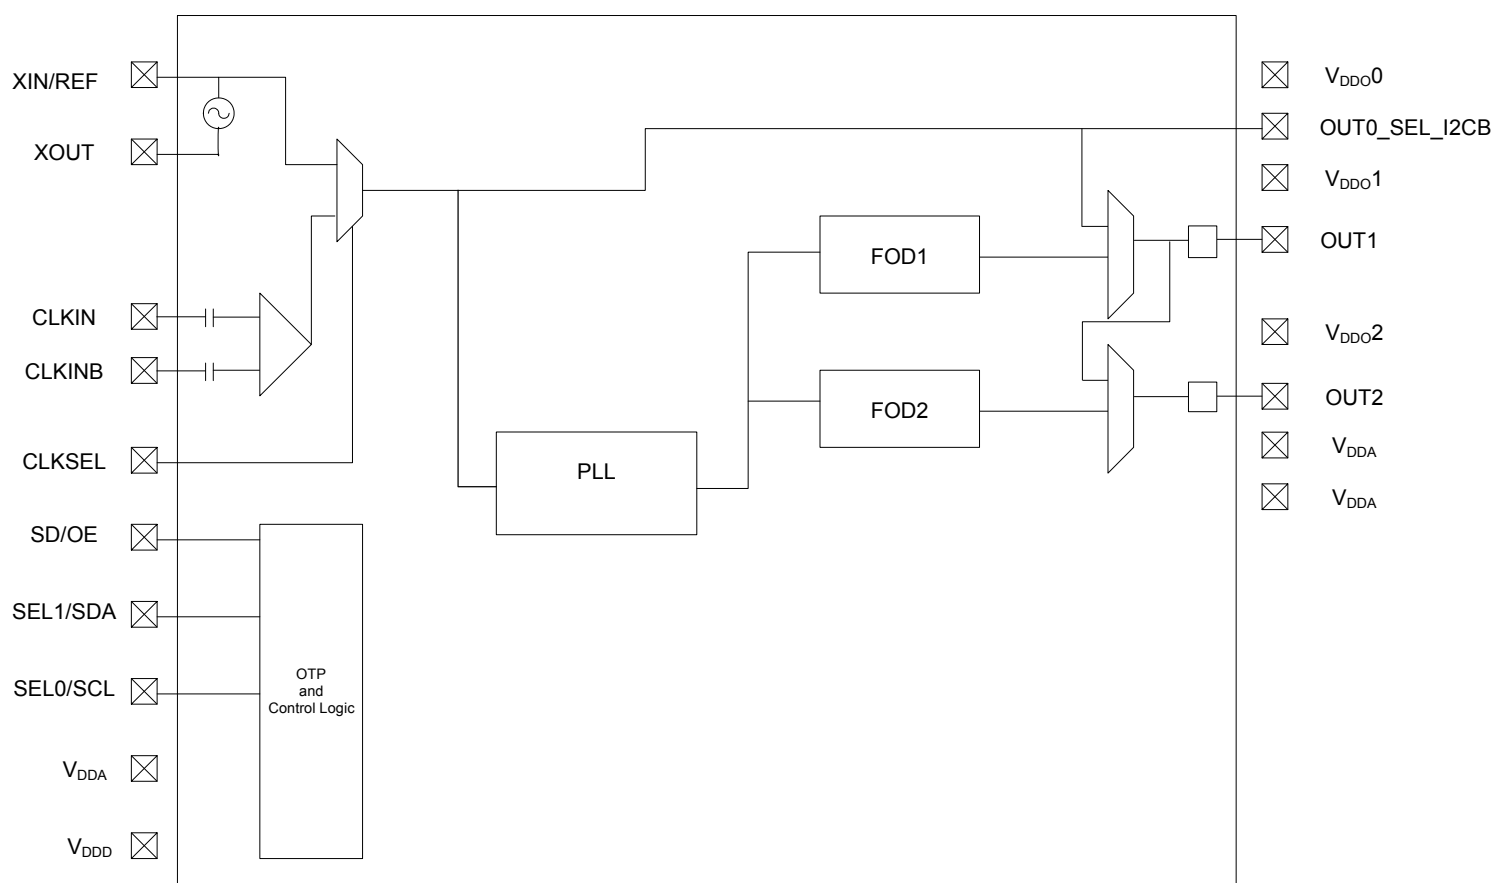 XIN/REF
XOUT
CLKIN
CLKINB
CLKSEL
SD/OE
SEL1/SDA
SEL0/SCL
VDDA
VDDD
OTP
and
Control Logic
PLL
FOD1
FOD2
VDDO0
OUT0_SEL_I2CB
VDDO1
OUT1
VDDO2
OUT2
VDDA
VDDA